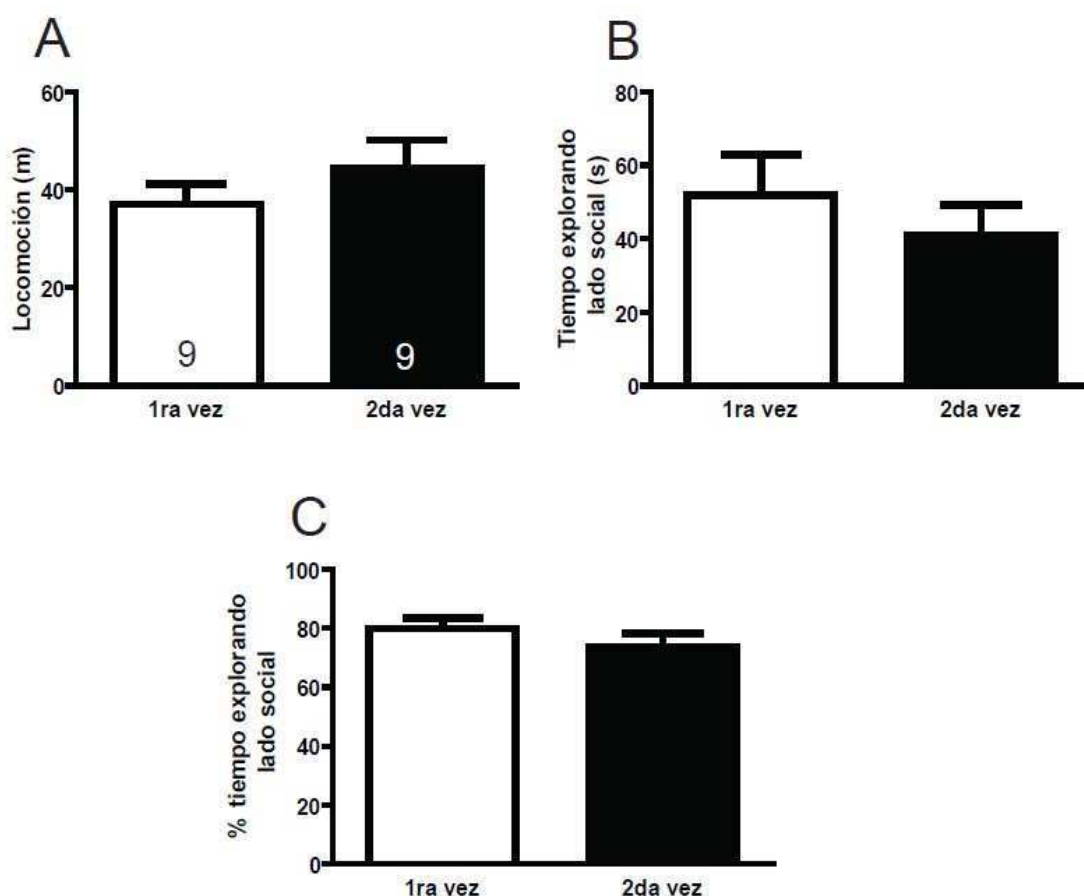 A
Locomoción (m)
60
40
20
0
9
9
1ra vez
2da vez
B
Tiempo explorando
lado social (s)
80
60
40
20
0
1ra vez
2da vez
C
% tiempo explorando
lado social
100
80
60
40
20
0
1ra vez
2da vez